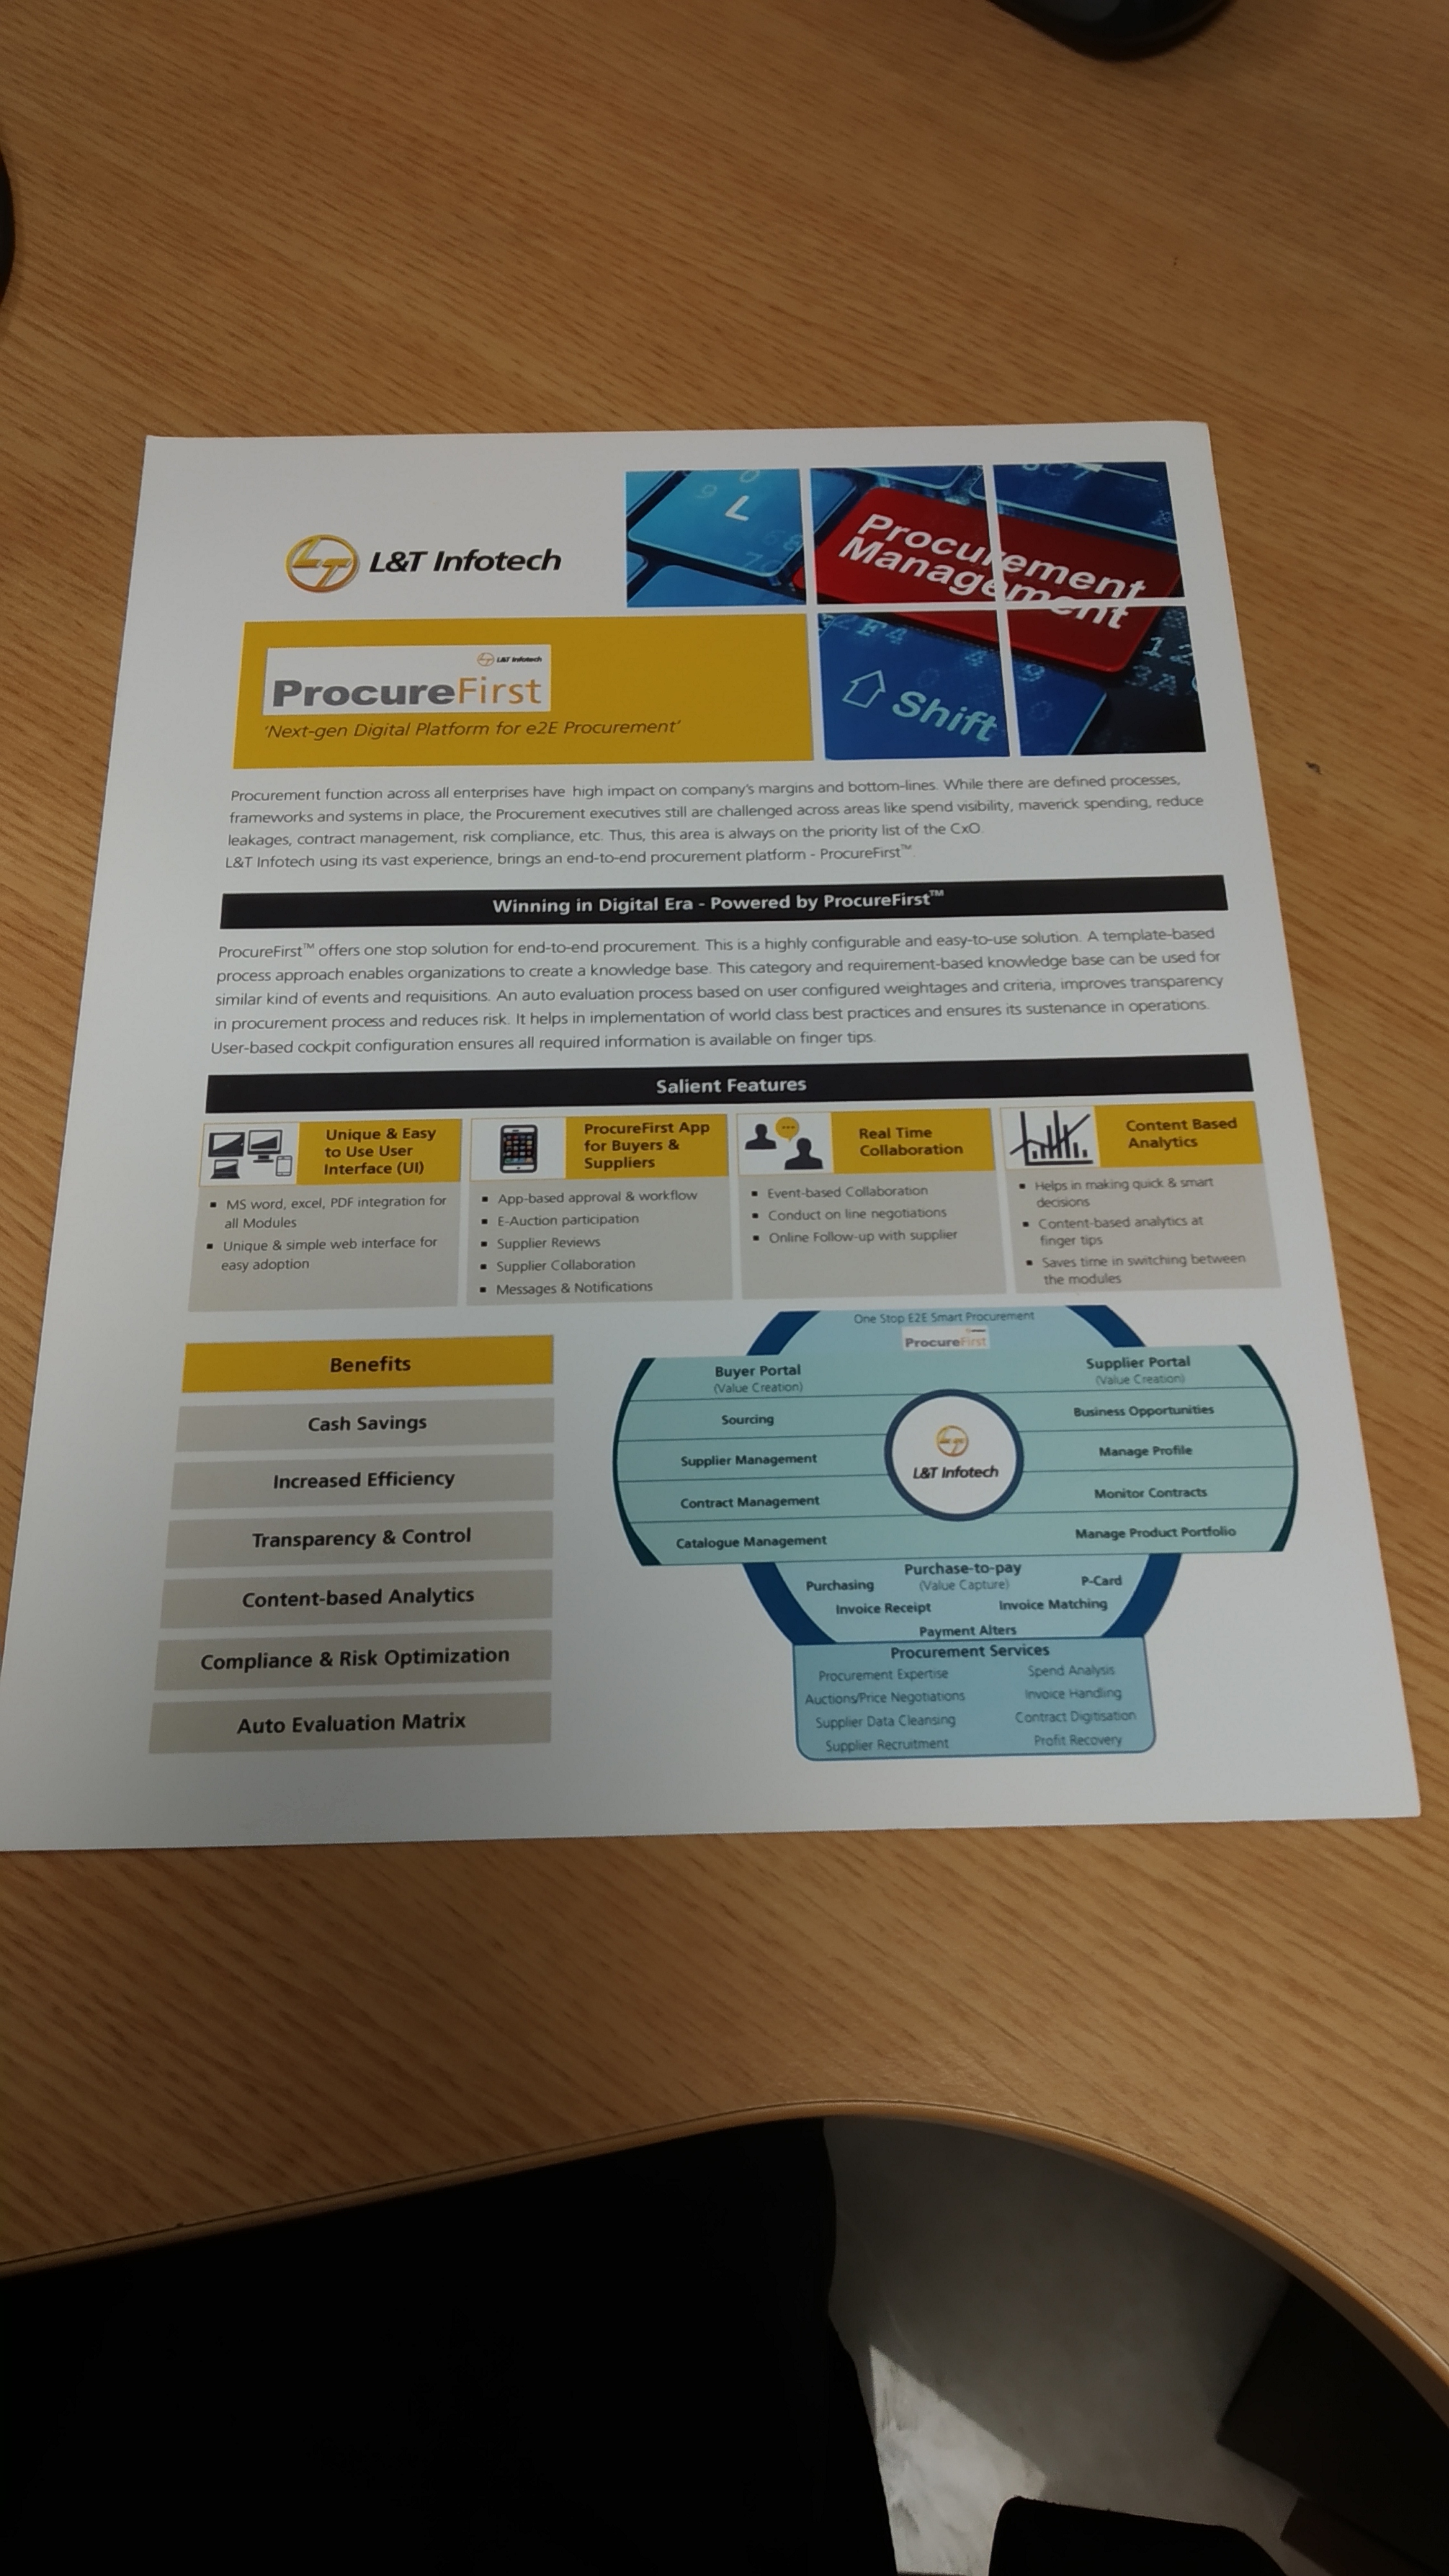 L&T Infotech
L
Procurement
Management
Shift
L&T Infotech
ProcureFirst
'Next-gen Digital Platform for e2E Procurement'
Procurement function across all enterprises have high impact on company's margins and bottom-lines. While there are defined processes,
frameworks and systems in place, the Procurement executives still are challenged across areas like spend visibility, maverick spending, reduce
leakages, contract management, risk compliance, etc. Thus, this area is always on the priority list of the CxO.
L&T Infotech using its vast experience, brings an end-to-end procurement platform - ProcureFirst™.
Winning in Digital Era - Powered by ProcureFirst™
ProcureFirst™ offers one stop solution for end-to-end procurement. This is a highly configurable and easy-to-use solution. A template-based
process approach enables organizations to create a knowledge base. This category and requirement-based knowledge base can be used for
similar kind of events and requisitions. An auto evaluation process based on user configured weightages and criteria, improves transparency
in procurement process and reduces risk. It helps in implementation of world class best practices and ensures its sustenance in operations.
User-based cockpit configuration ensures all required information is available on finger tips.
Salient Features
Unique & Easy
to Use User
Interface (UI)
▪ MS word, excel, PDF integration for
all Modules
▪ Unique & simple web interface for
easy adoption
ProcureFirst App
for Buyers &
Suppliers
▪ App-based approval & workflow
▪ E-Auction participation
▪ Supplier Reviews
▪ Supplier Collaboration
▪ Messages & Notifications
Real Time
Collaboration
▪ Event-based Collaboration
▪ Conduct on line negotiations
▪ Online Follow-up with supplier
Content Based
Analytics
▪ Helps in making quick & smart
decisions
▪ Content-based analytics at
finger tips
▪ Saves time in switching between
the modules
Benefits
Cash Savings
Increased Efficiency
Transparency & Control
Content-based Analytics
Compliance & Risk Optimization
Auto Evaluation Matrix
One Stop E2E Smart Procurement
ProcureFirst
Buyer Portal
(Value Creation)
Sourcing
Supplier Management
Contract Management
Catalogue Management
L&T Infotech
Supplier Portal
(Value Creation)
Business Opportunities
Manage Profile
Monitor Contracts
Manage Product Portfolio
Purchase-to-pay
(Value Capture)
Purchasing
P-Card
Invoice Receipt
Invoice Matching
Payment Alters
Procurement Services
Procurement Expertise
Spend Analysis
Auctions/Price Negotiations
Invoice Handling
Supplier Data Cleansing
Contract Digitisation
Supplier Recruitment
Profit Recovery